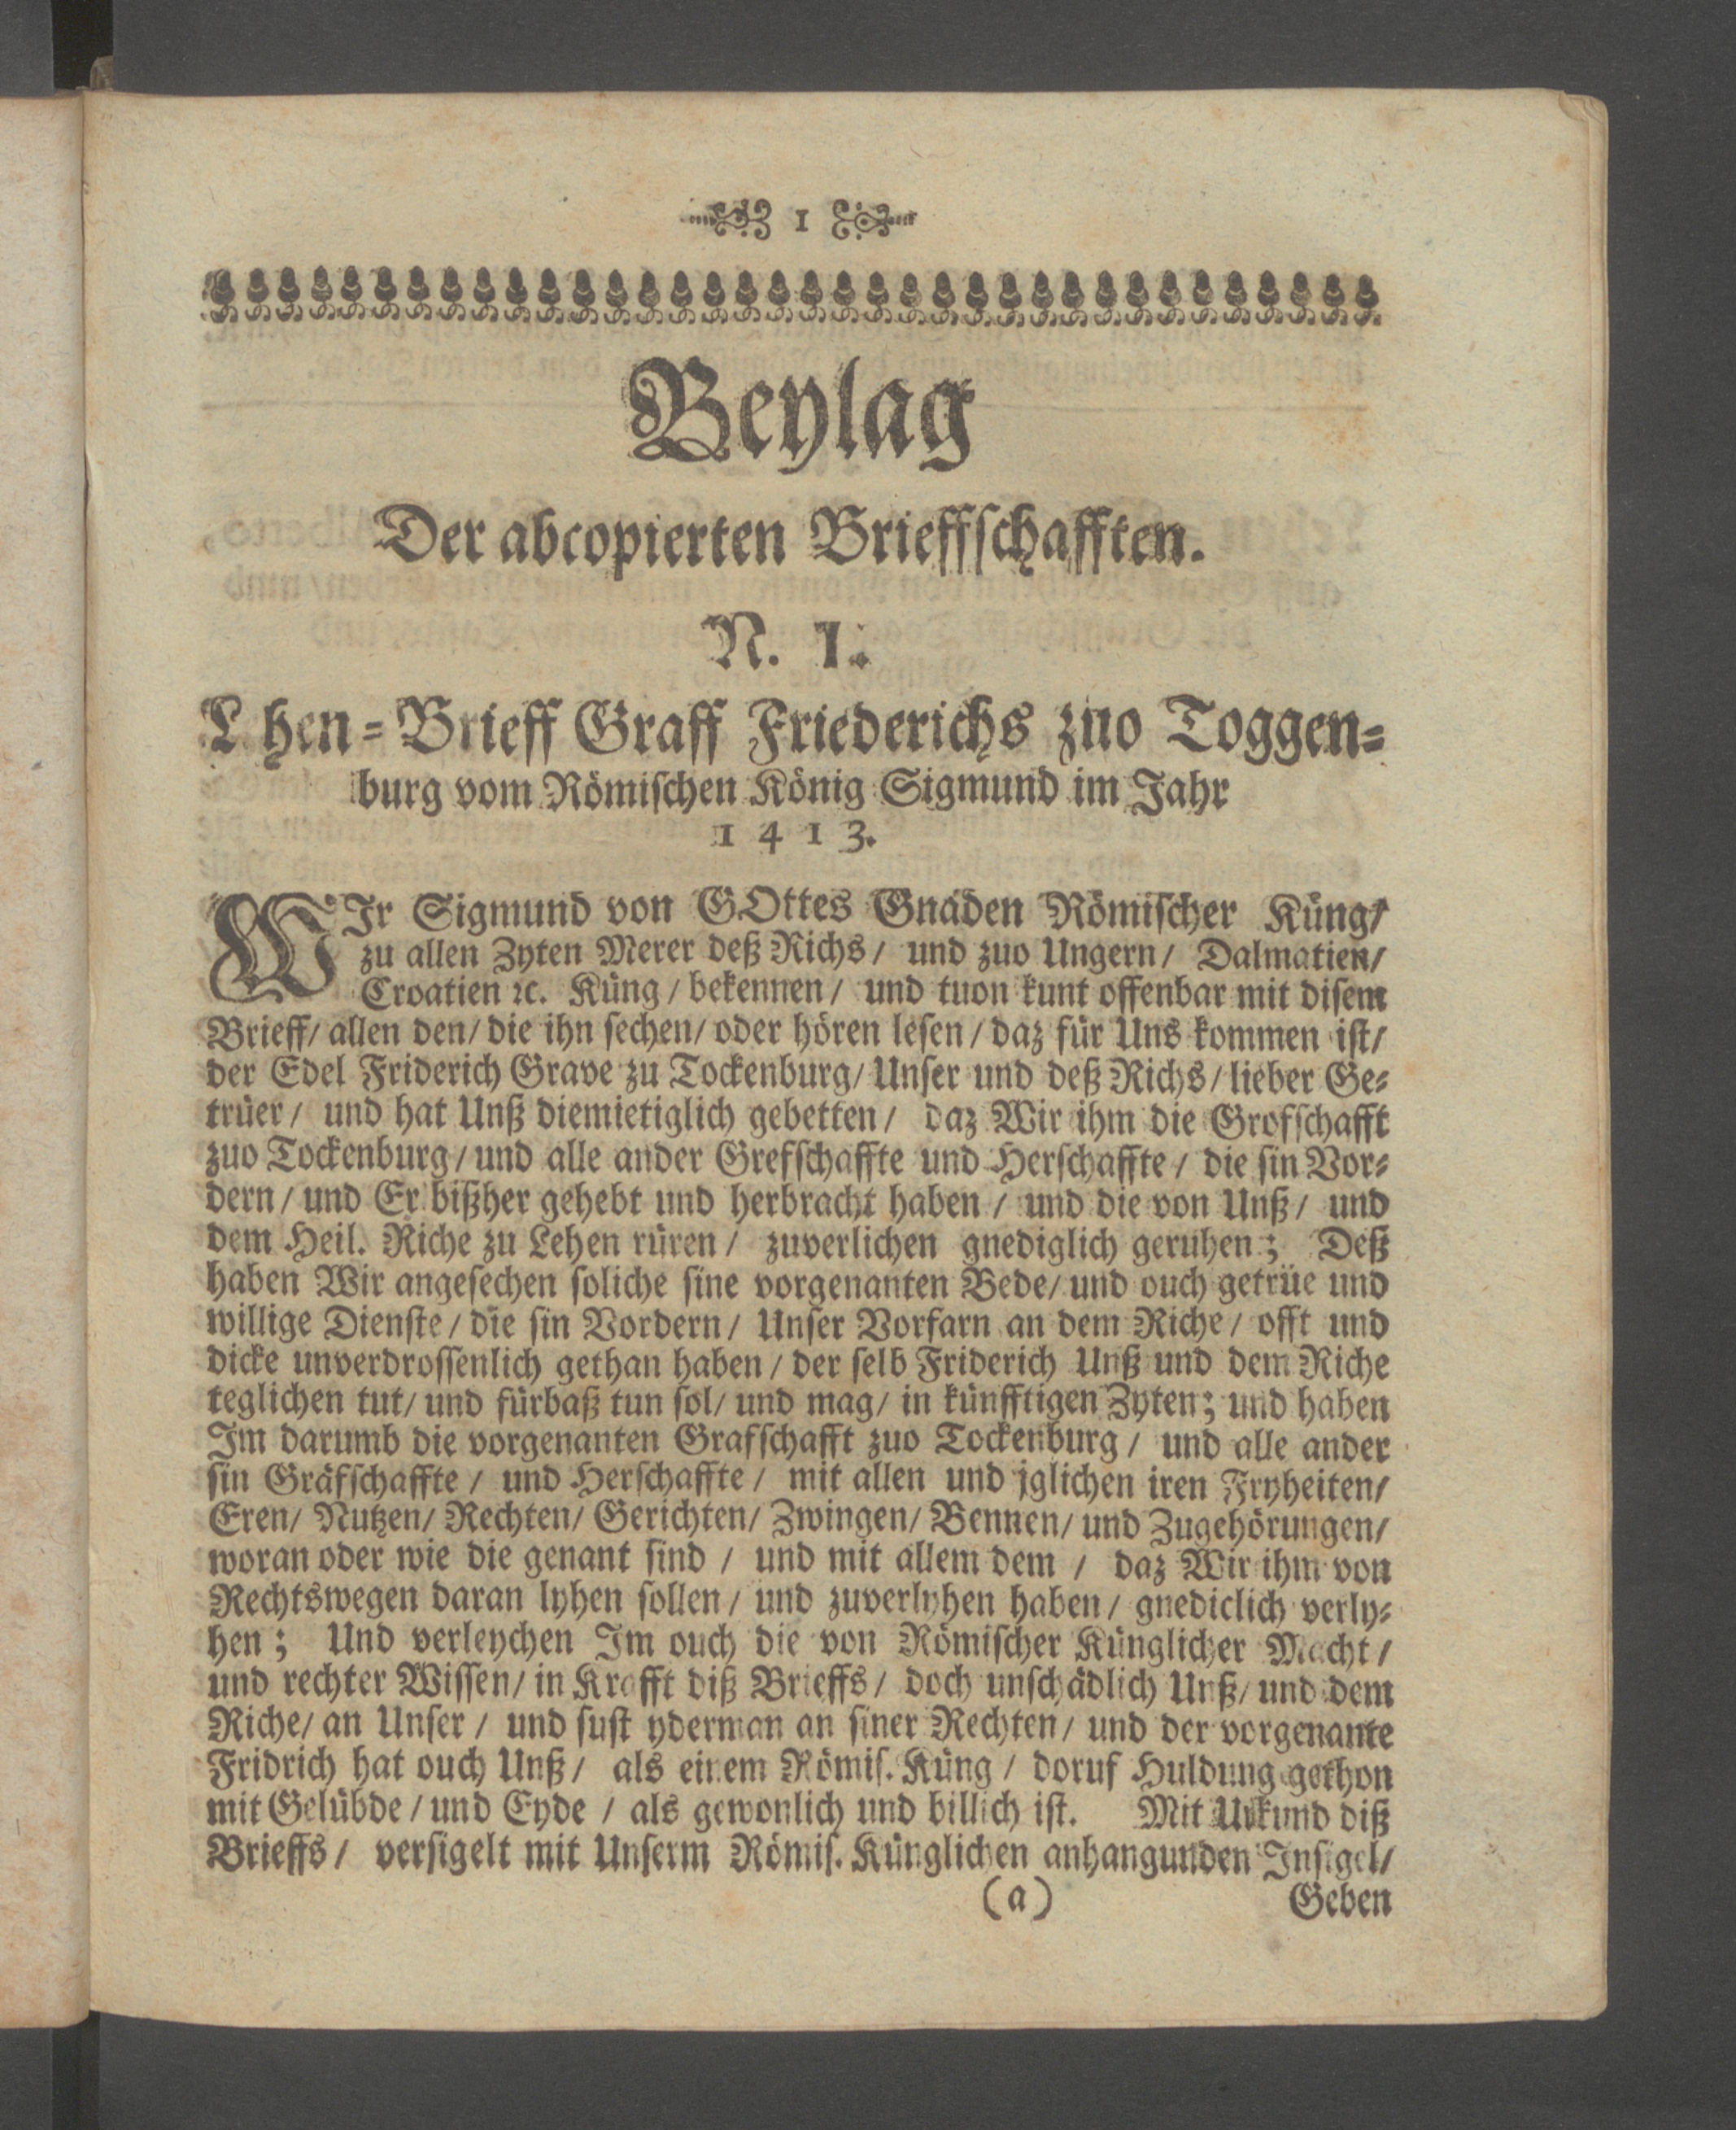 1
Beylag
Der abcopierten Brieffschafften.
N. I.
L hen-Brieff Graff Friederichs zuo Toggen-
burg vom Römischen König Sigmund im Jahr
1413.
WIr Sigmund von GOttes Gnaden Römischer Küng/
zu allen Zyten Merer deß Richs/ und zuo Ungern/ Dalmatien/
Croatien ꝛc. Küng/ bekennen/ und tuon kunt offenbar mit disem
Brieff/ allen den/ die ihn sechen/ oder hören lesen/ daz für Uns kommen ist/
der Edel Friderich Grave zu Tockenburg/ Unser und deß Richs/ lieber Ge-
trüer/ und hat Unß diemietiglich gebetten/ daz Wir ihm die Grofschafft
zuo Tockenburg/ und alle ander Grefschaffte und Herschaffte/ die sin Vor-
dern/ und Er bißher gehebt und herbracht haben/ und die von Unß/ und
dem Heil. Riche zu Lehen rüren/ zuverlichen gnediglich geruhen; Deß
haben Wir angesechen soliche sine vorgenanten Bede/ und ouch getrüe und
willige Dienste/ die sin Vordern/ Unser Vorfarn an dem Riche/ offt und
dicke unverdrossenlich gethan haben/ der selb Friderich Unß und dem Riche
teglichen tut/ und fürbaß tun sol/ und mag/ in künfftigen Zyten; und haben
Im darumb die vorgenanten Grafschafft zuo Tockenburg/ und alle ander
sin Gräfschaffte/ und Herschaffte/ mit allen und jglichen iren Fryheiten/
Eren/ Nutzen/ Rechten/ Gerichten/ Zwingen/ Bennen/ und Zugehörungen/
woran oder wie die genant sind/ und mit allem dem/ daz Wir ihm von
Rechtswegen daran lyhen sollen/ und zuverlyhen haben/ gnediclich verly-
hen; Und verleychen Im ouch die von Römischer Künglicher Macht/
und rechter Wissen/ in Krafft diß Brieffs/ doch unschädlich Unß/ und dem
Riche/ an Unser/ und sust yderman an siner Rechten/ und der vorgenante
Fridrich hat ouch Unß/ als einem Römis. Küng/ doruf Huldung gethon
mit Gelübde/ und Eyde/ als gewonlich und billich ist. Mit Urkund diß
Brieffs/ versigelt mit Unserm Römis. Künglichen anhangunden Insigel/
(a) Geben